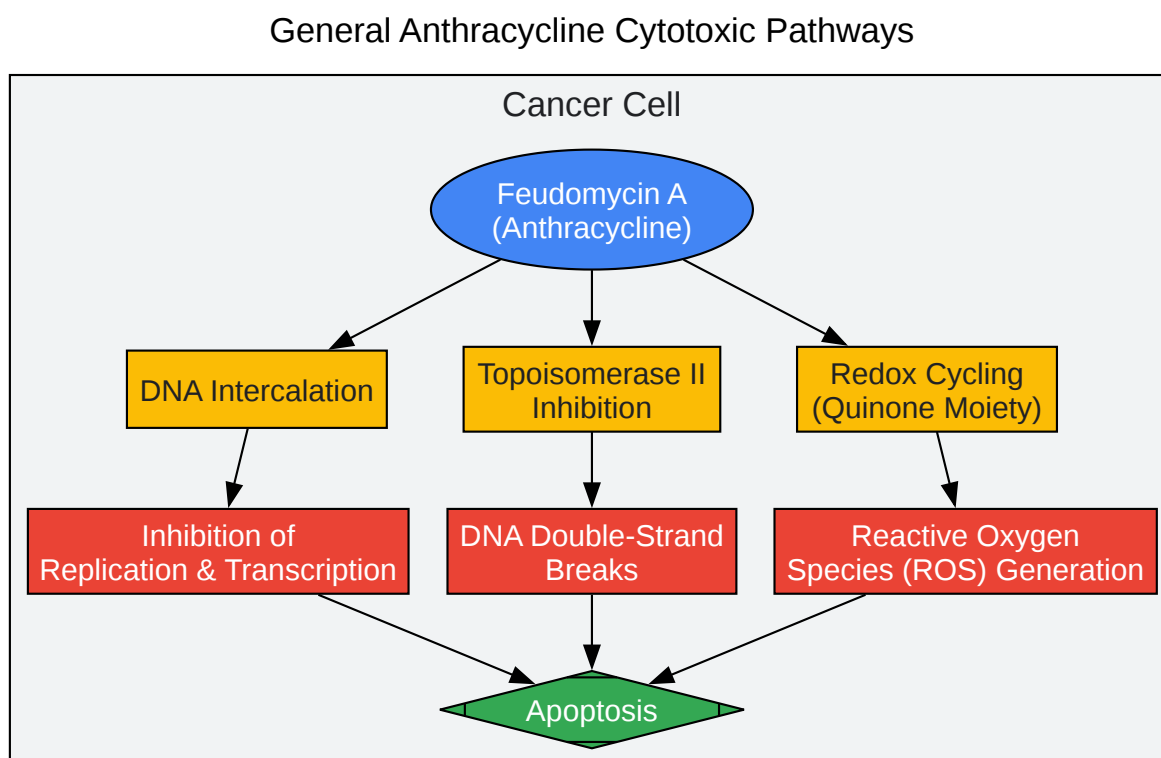 General Anthracycline Cytotoxic Pathways
Cancer Cell
Feudomycin A
(Anthracycline)
DNA Intercalation
Topoisomerase II
Inhibition
Redox Cycling
(Quinone Moiety)
Inhibition of
Replication & Transcription
DNA Double-Strand
Breaks
Reactive Oxygen
Species (ROS) Generation
Apoptosis